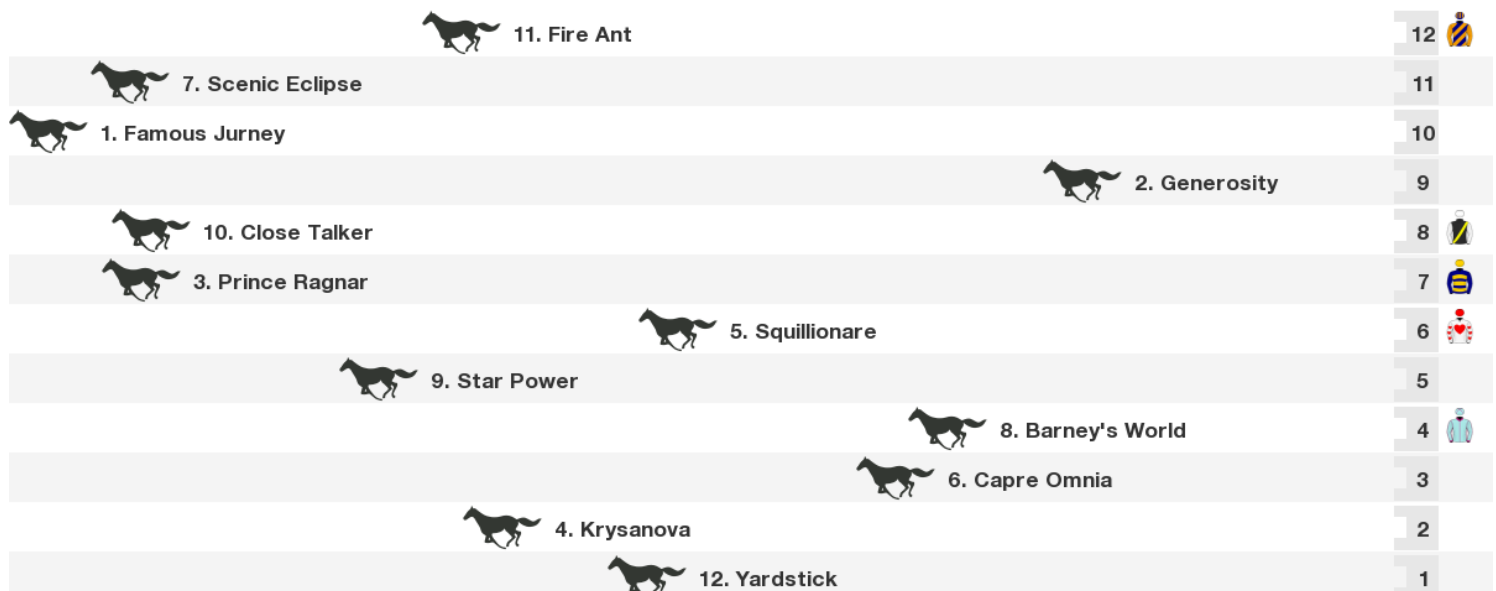 11. Fire Ant 12
7. Scenic Eclipse 11
1. Famous Jurney 10
2. Generosity 9
10. Close Talker 8
3. Prince Ragnar 7
5. Squillionare 6
9. Star Power 5
8. Barney's World 4
6. Capre Omnia 3
4. Krysanova 2
12. Yardstick 1